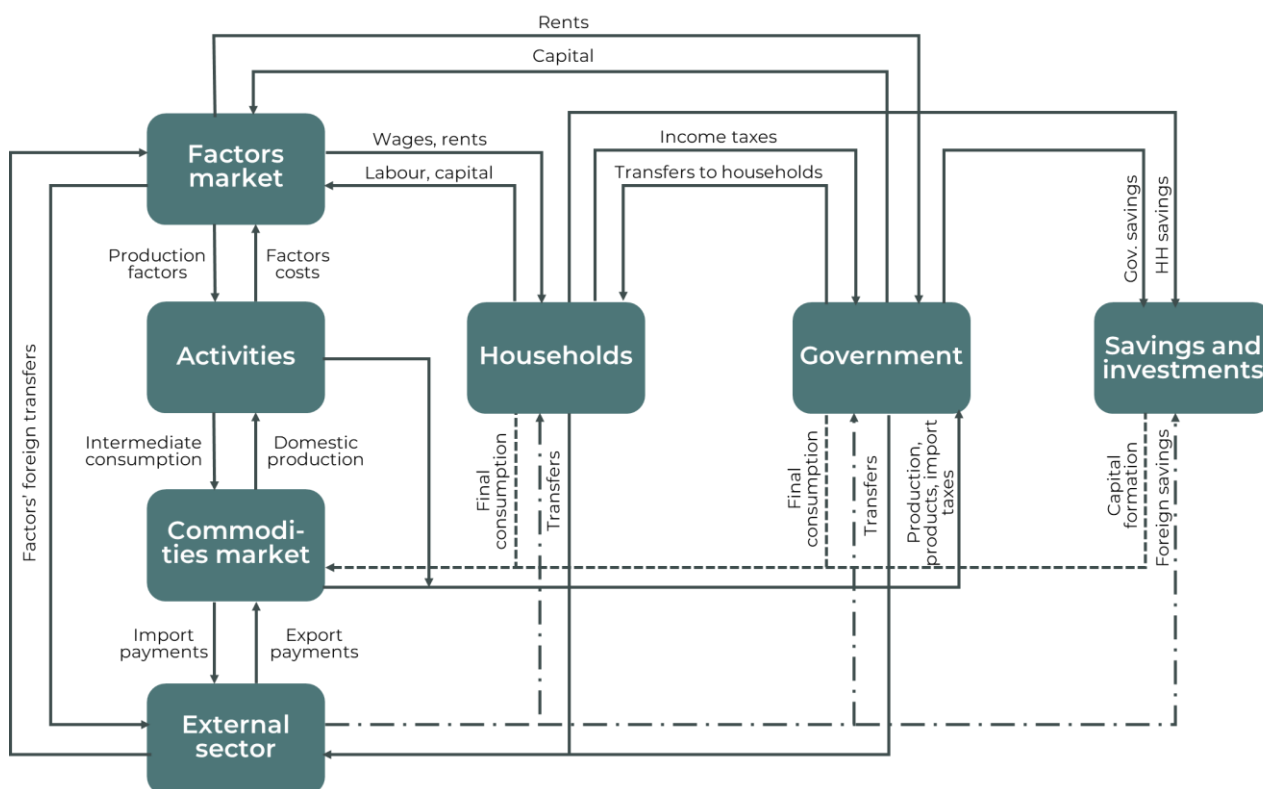 Rents
Capital
Factors
market
Wages, rents
Labour, capital
Income taxes
Transfers to households
Gov. savings
HH savings
Production
factors
Factors
costs
Factors' foreign transfers
Activities
Households
Government
Savings and
investments
Intermediate
consumption
Domestic
production
Final
consumption
Transfers
Final
consumption
Transfers
Production,
products, import
taxes
Capital
formation
Foreign savings
Commodi-
ties market
Import
payments
Export
payments
External
sector